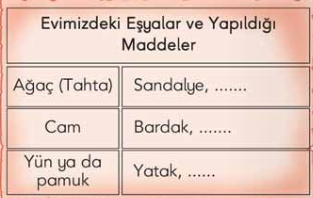 Evimizdeki Eşyalar ve Yapıldığı
Maddeler
Ağaç (Tahta) Sandalye, .......
Cam Bardak, .......
Yün ya da
pamuk Yatak, ......